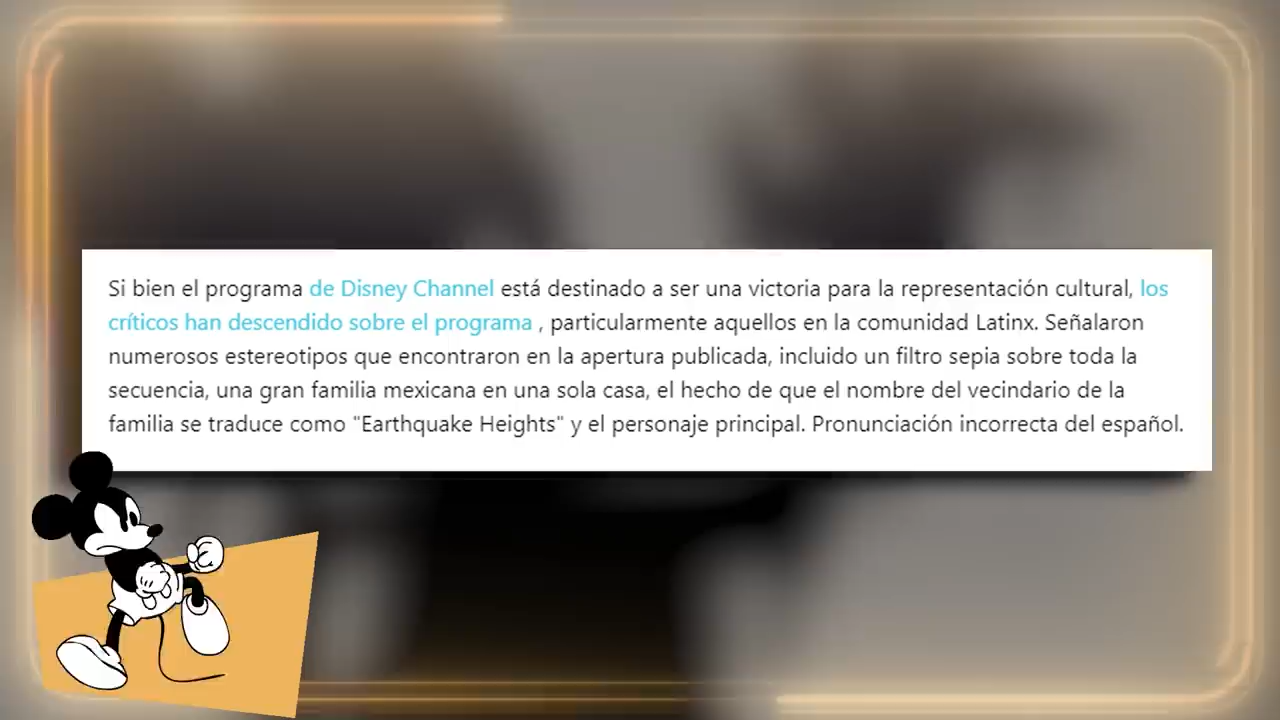 Si bien el programa de Disney Channel está destinado a ser una victoria para la representación cultural, los
críticos han descendido sobre el programa , particularmente aquellos en la comunidad Latinx. Señalaron
numerosos estereotipos que encontraron en la apertura publicada, incluido un filtro sepia sobre toda la
secuencia, una gran familia mexicana en una sola casa, el hecho de que el nombre del vecindario de la
familia se traduce como "Earthquake Heights" y el personaje principal. Pronunciación incorrecta del español.